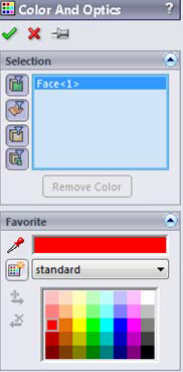 Color And Optics ?
Selection
Face<1>
Remove Color
Favorite
standard